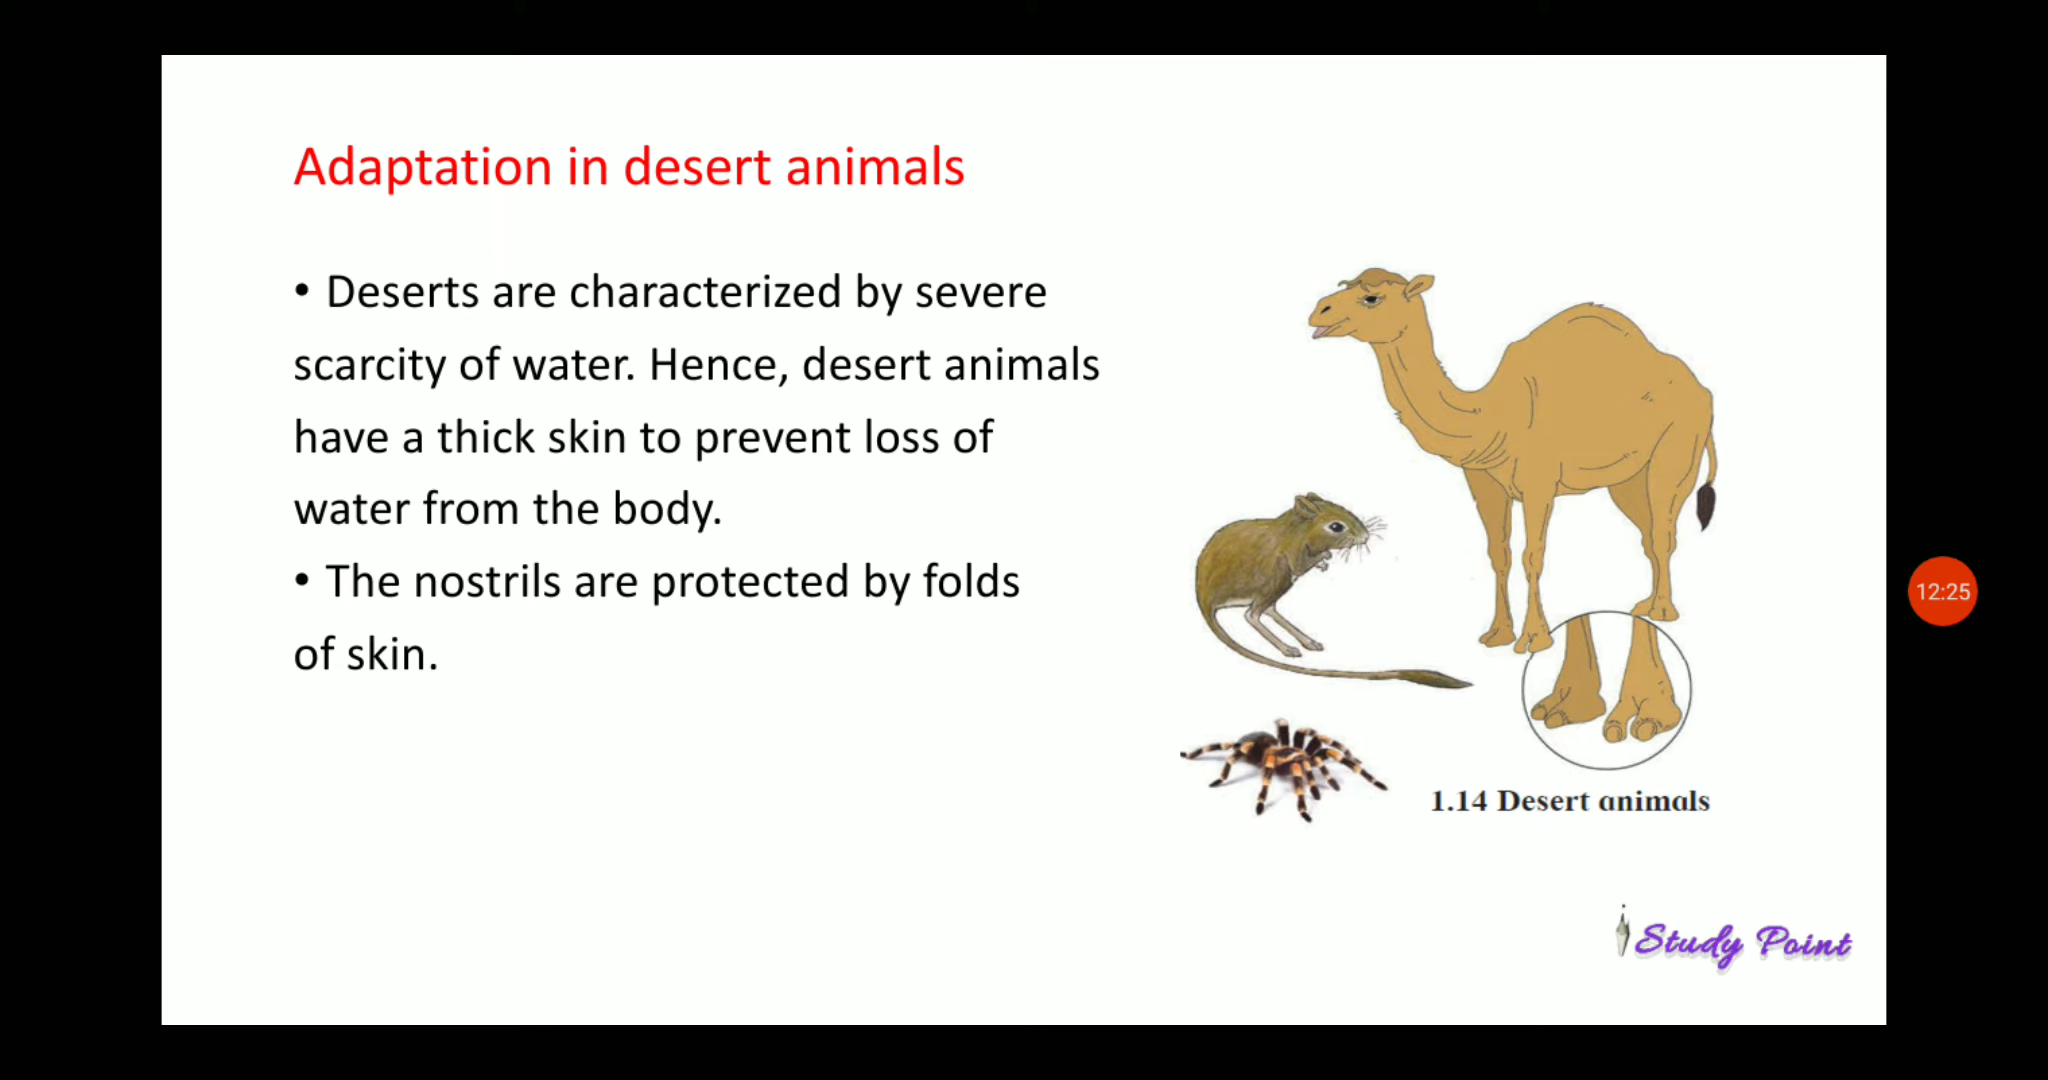 Adaptation in desert animals
• Deserts are characterized by severe
scarcity of water. Hence, desert animals
have a thick skin to prevent loss of
water from the body.
• The nostrils are protected by folds
of skin.
12:25
1.14 Desert animals
Study Point